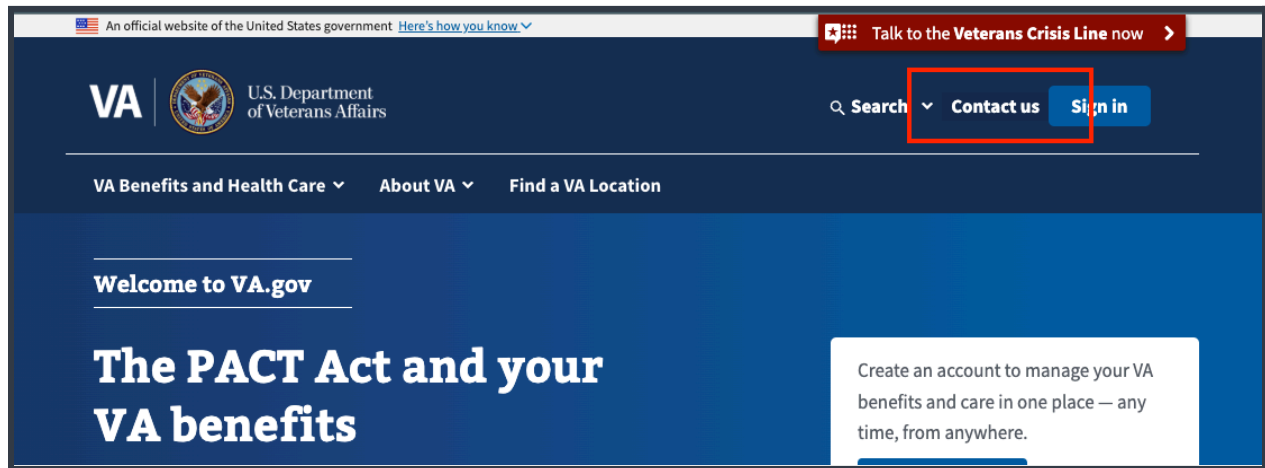 An official website of the United States government Here's how you know
Talk to the Veterans Crisis Line now
VA
U.S. Department
of Veterans Affairs
Search
Contact us
Sign in
VA Benefits and Health Care
About VA
Find a VA Location
Welcome to VA.gov
The PACT Act and your
VA benefits
Create an account to manage your VA
benefits and care in one place — any
time, from anywhere.